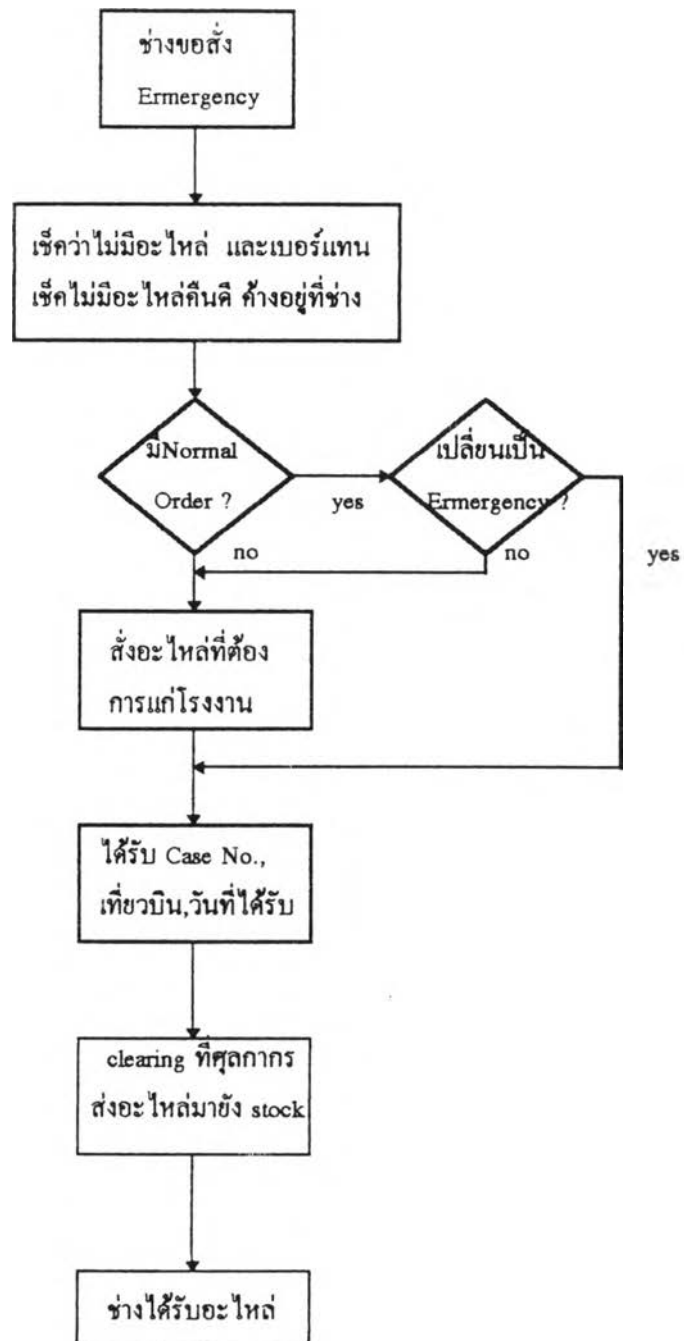 ช่างขอสั่ง
Ermergency
เช็คว่าไม่มีอะไหล่ และเบอร์แทน
เช็คไม่มีอะไหล่คืนดี ค้างอยู่ที่ช่าง
มีNormal
Order ?
yes
เปลี่ยนเป็น
Ermergency ?
no
no
yes
สั่งอะไหล่ที่ต้อง
การแก่โรงงาน
ได้รับ Case No.,
เที่ยวบิน,วันที่ได้รับ
clearing ที่ศุลกากร
ส่งอะไหล่มายัง stock
ช่างได้รับอะไหล่